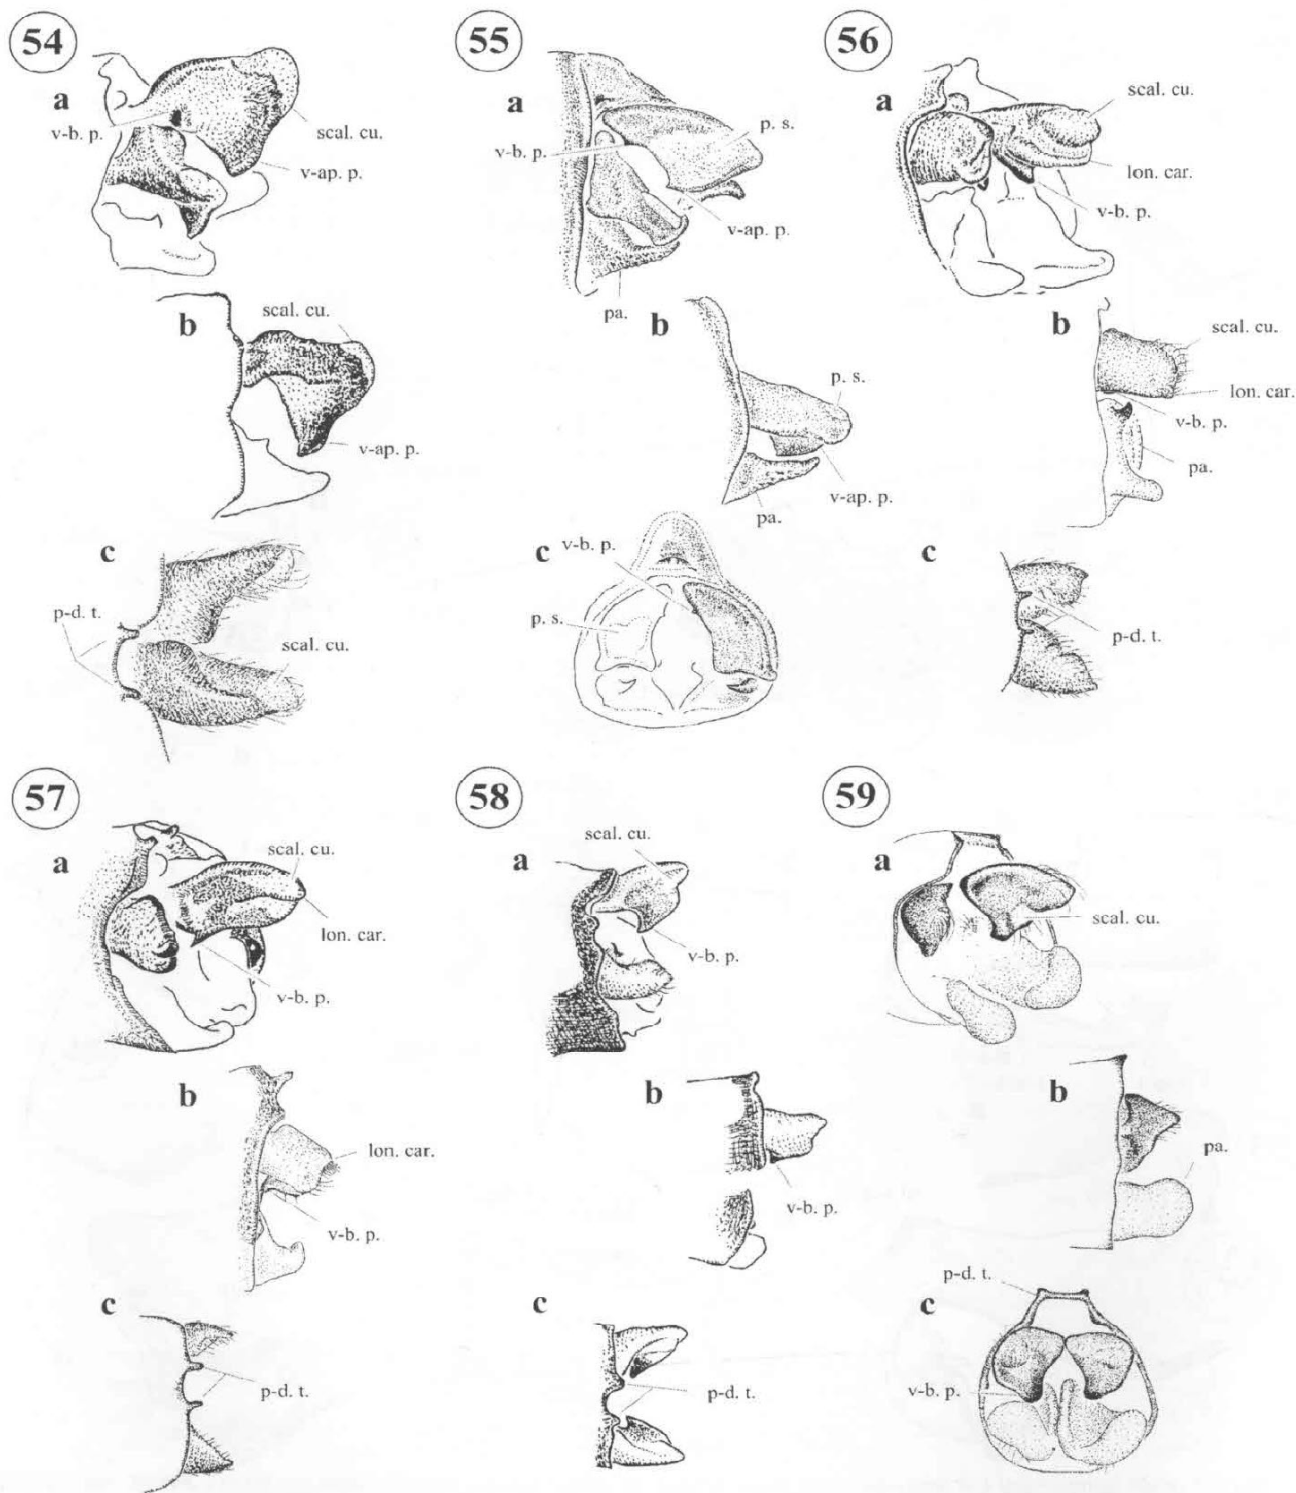 54
a
v-b. p.
scal. cu.
v-ap. p.
b
scal. cu.
v-ap. p.
c
p-d. t.
scal. cu.
55
a
v-b. p.
p. s.
v-ap. p.
pa.
b
p. s.
v-ap. p.
pa.
c
v-b. p.
p. s.
56
a
scal. cu.
lon. car.
v-b. p.
b
scal. cu.
lon. car.
v-b. p.
pa.
c
p-d. t.
57
a
scal. cu.
lon. car.
v-b. p.
b
lon. car.
v-b. p.
c
p-d. t.
58
a
scal. cu.
v-b. p.
b
v-b. p.
c
p-d. t.
59
a
scal. cu.
b
pa.
c
p-d. t.
v-b. p.